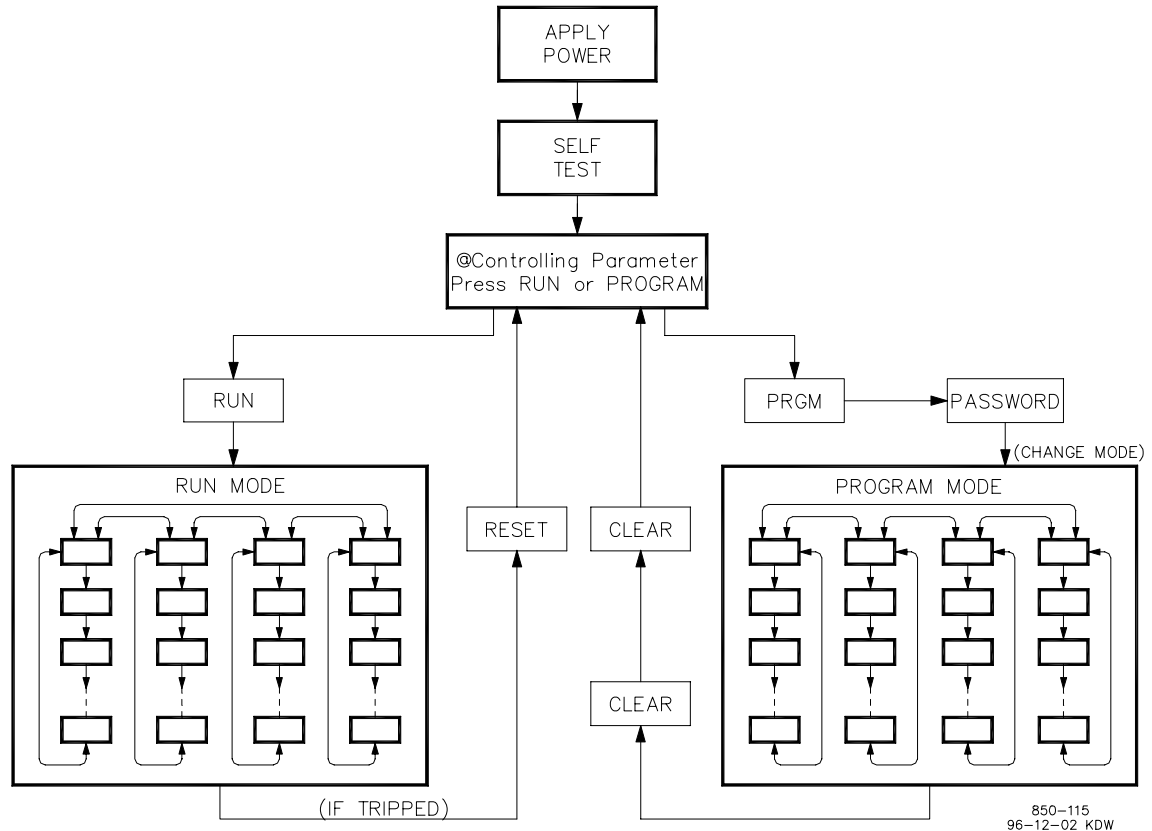 APPLY
POWER
SELF
TEST
@Controlling Parameter
Press RUN or PROGRAM
RUN
PRGM
PASSWORD
(CHANGE MODE)
RUN MODE
PROGRAM MODE
RESET
CLEAR
CLEAR
(IF TRIPPED)
850-115
96-12-02 KDW